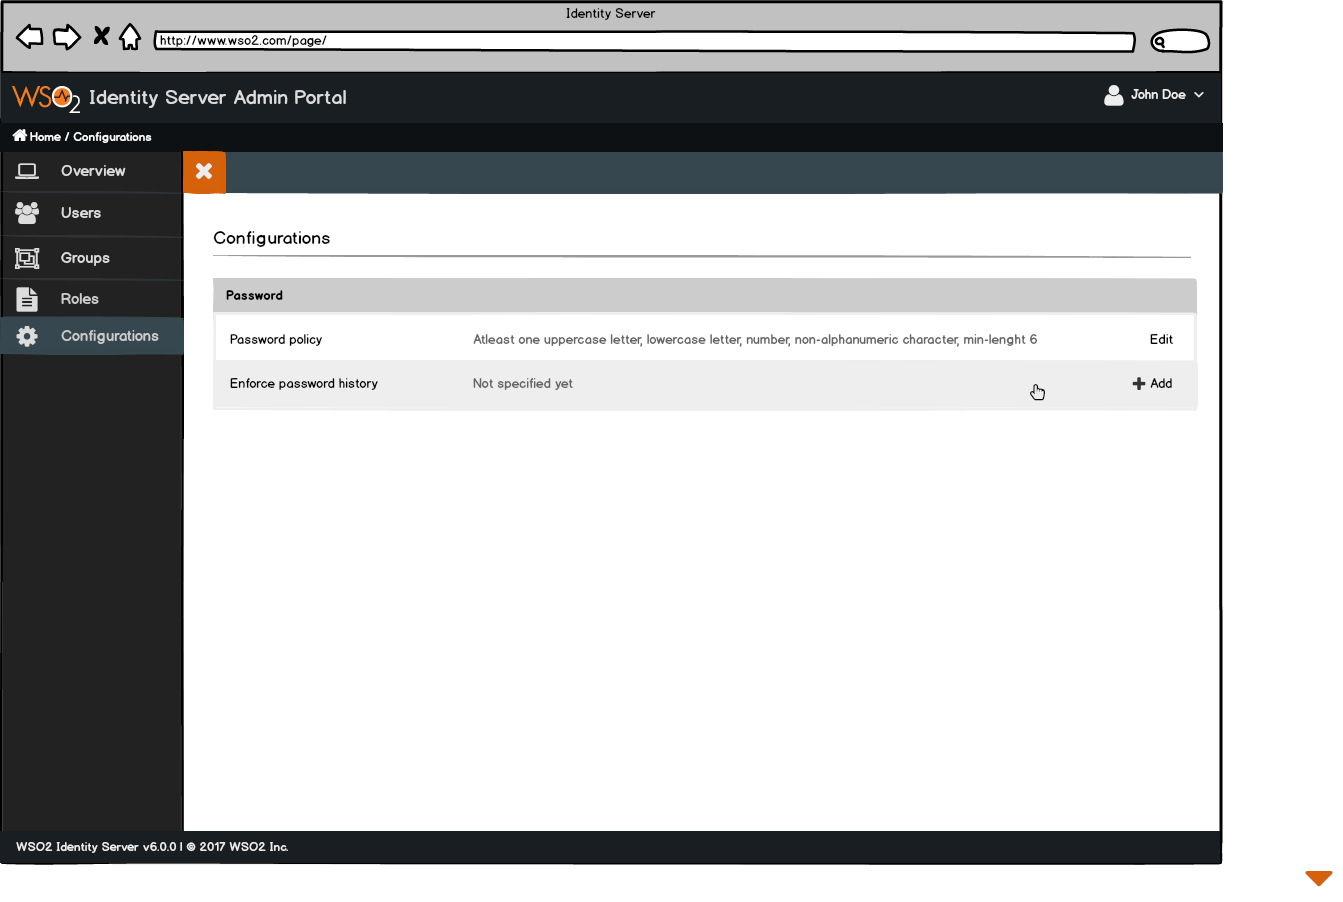 Identity Server
http://www.wso2.com/page/
WSO2 Identity Server Admin Portal
John Doe
Home / Configurations
Overview
Users
Groups
Roles
Configurations
Configurations
Password
Password policy Atleast one uppercase letter, lowercase letter, number, non-alphanumeric character, min-lenght 6 Edit
Enforce password history Not specified yet Add
WSO2 Identity Server v6.0.0 | © 2017 WSO2 Inc.